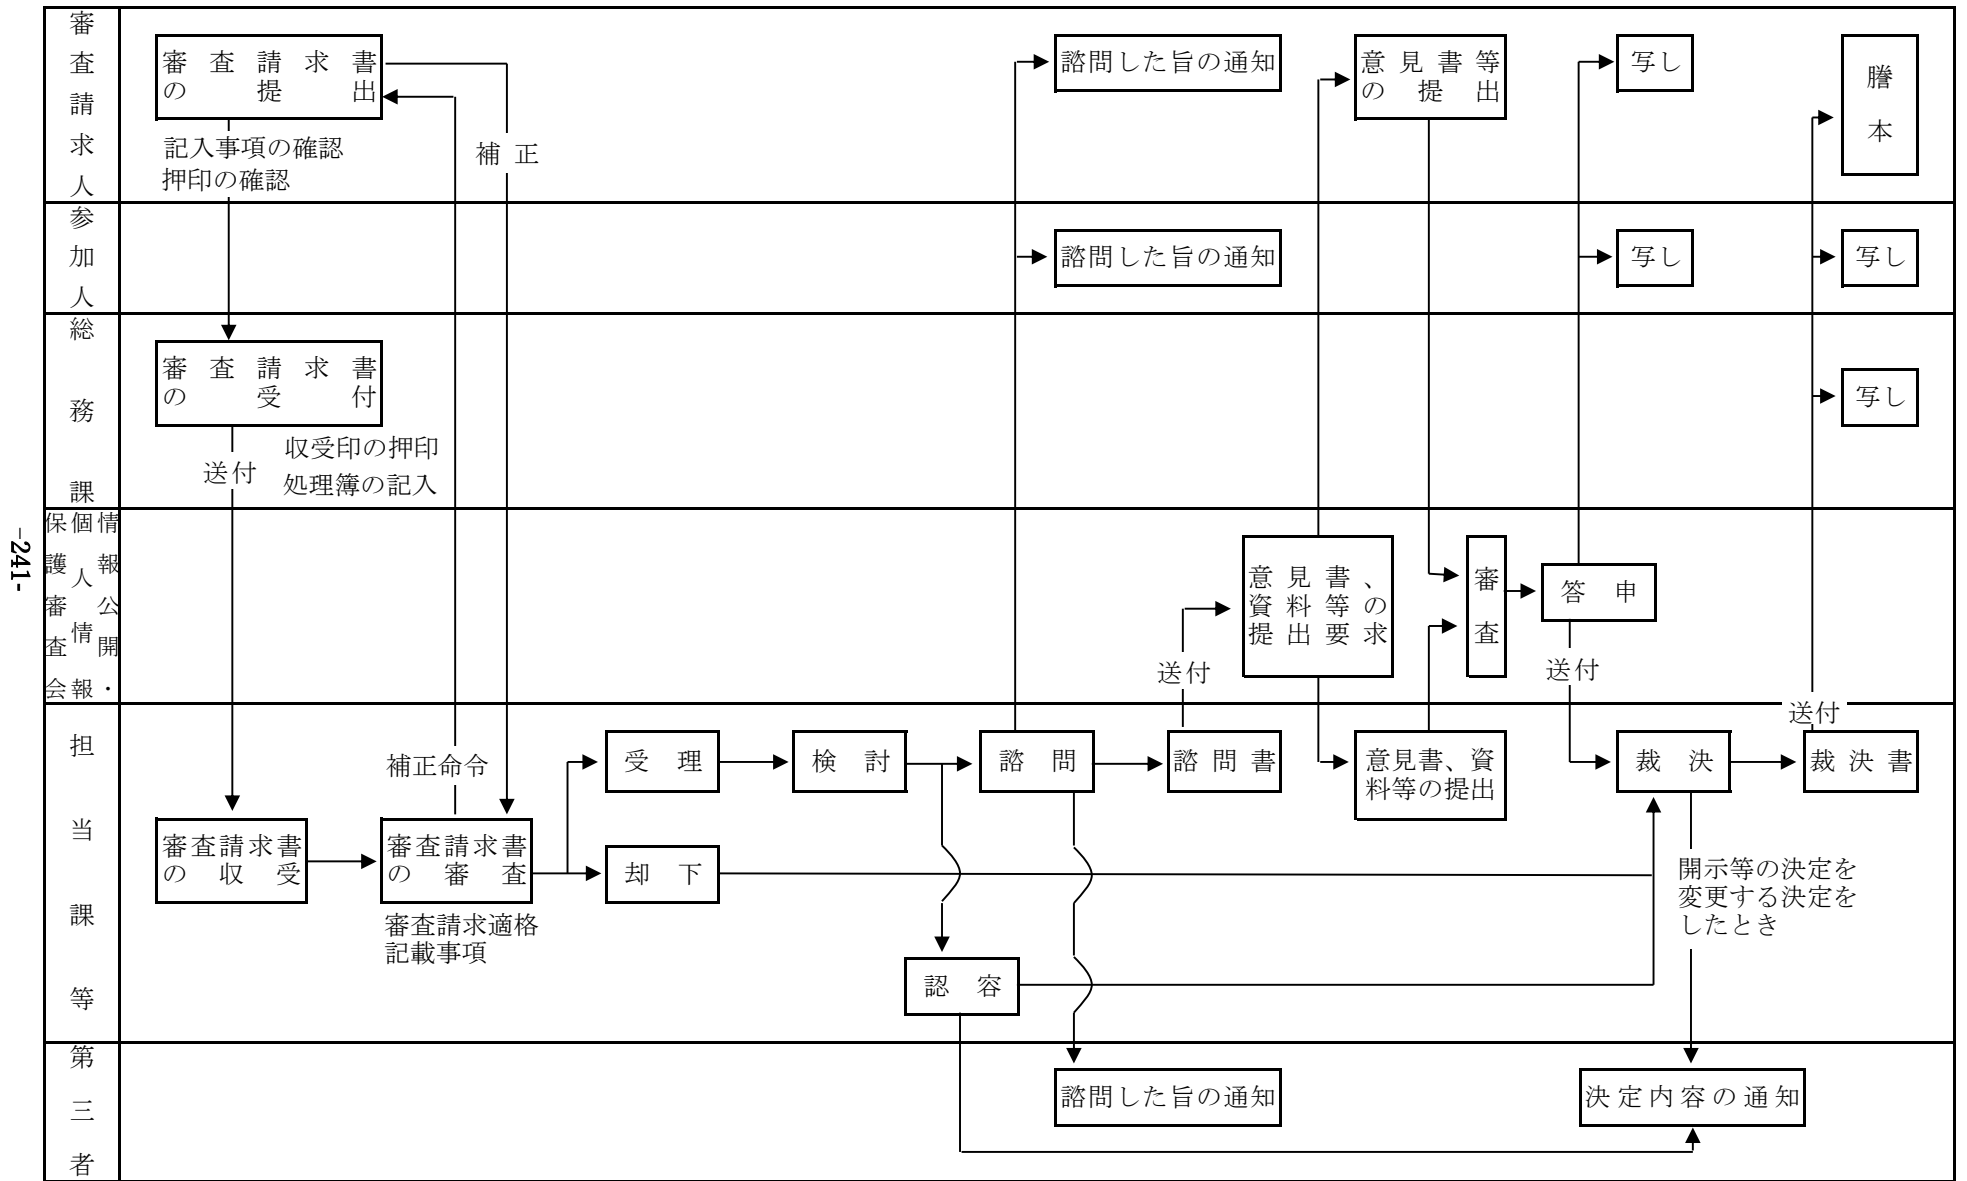 審査請求人
審査請求書
の提出
記入事項の確認
押印の確認
補正
諮問した旨の通知
意見書等
の提出
写し
謄本
参加人
諮問した旨の通知
写し
写し
総務課
審査請求書
の受付
送付
収受印の押印
処理簿の記入
写し
情報公開・
個人情報
保護審査会
意見書、
資料等の
提出要求
送付
審査
答申
送付
担当課等
補正命令
受理
検討
諮問
諮問書
意見書、資
料等の提出
裁決
送付
裁決書
審査請求書
の収受
審査請求書
の審査
審査請求適格
記載事項
却下
認容
開示等の決定を
変更する決定を
したとき
第三者
諮問した旨の通知
決定内容の通知
-241-